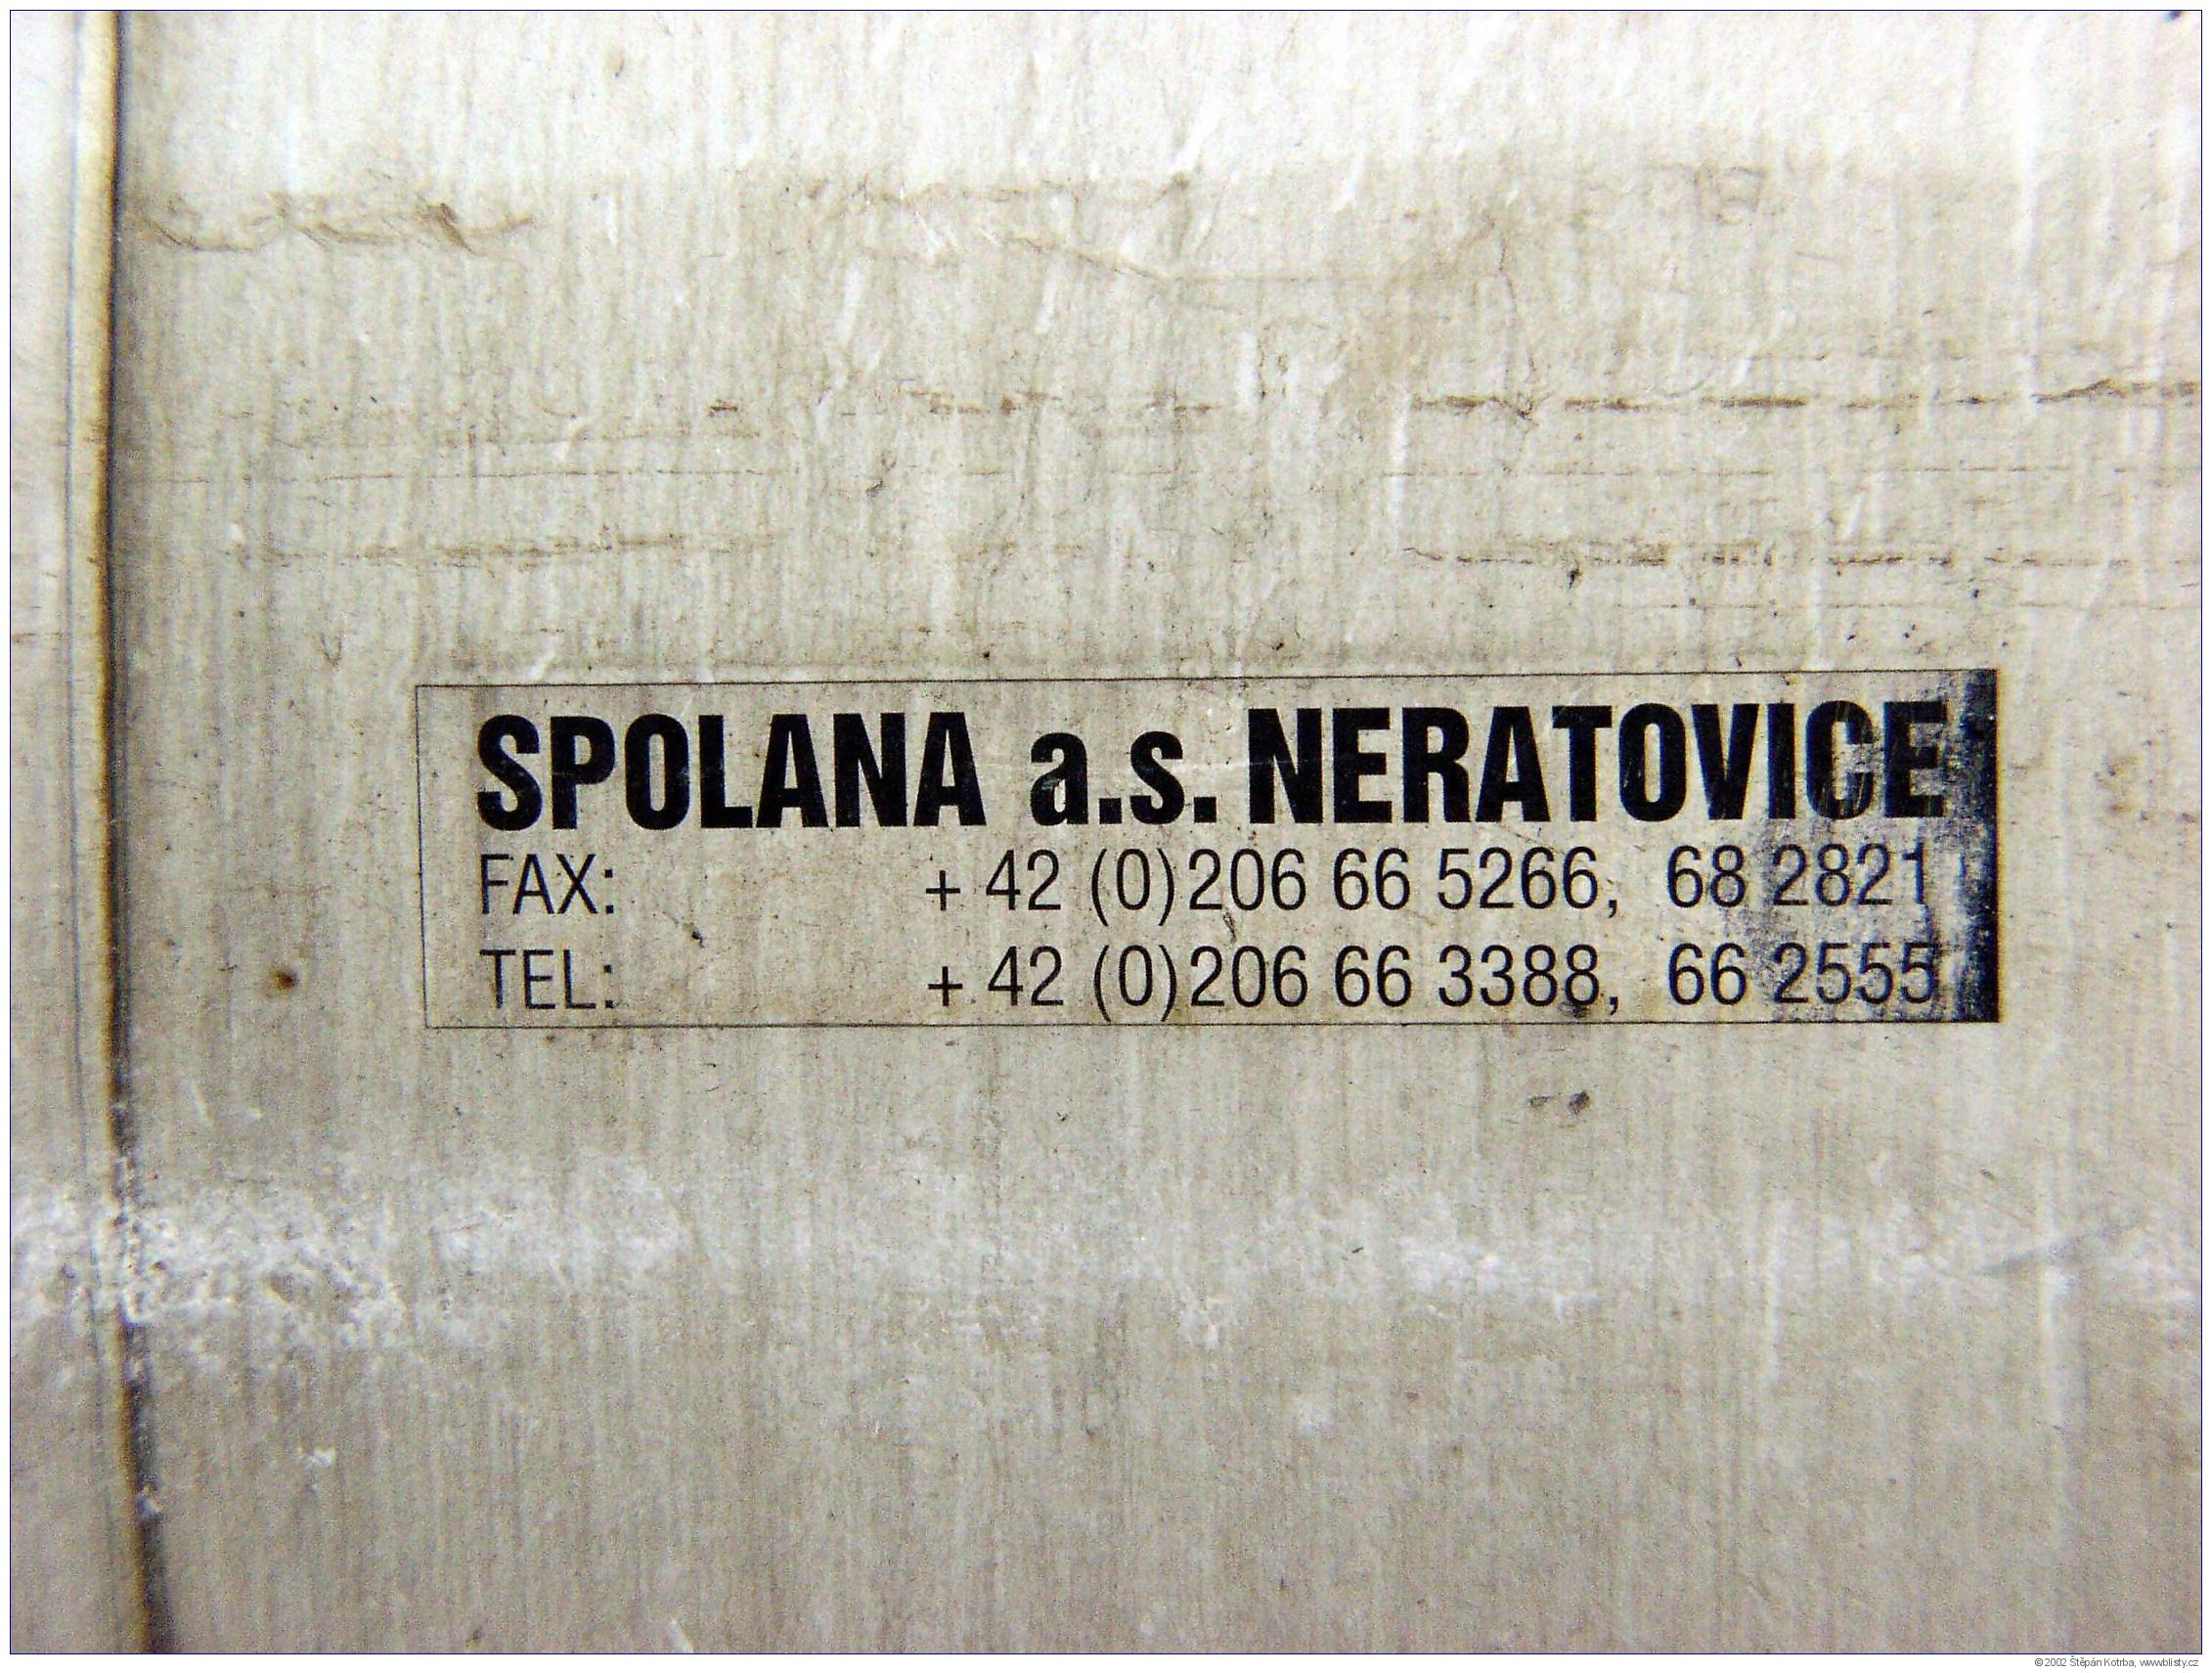 SPOLANA a.s. NERATOVICE
FAX: + 42 (0)206 66 5266, 68 2821
TEL: + 42 (0)206 66 3388, 66 2555
©2002 Štěpán Kotrba, www.blisty.cz